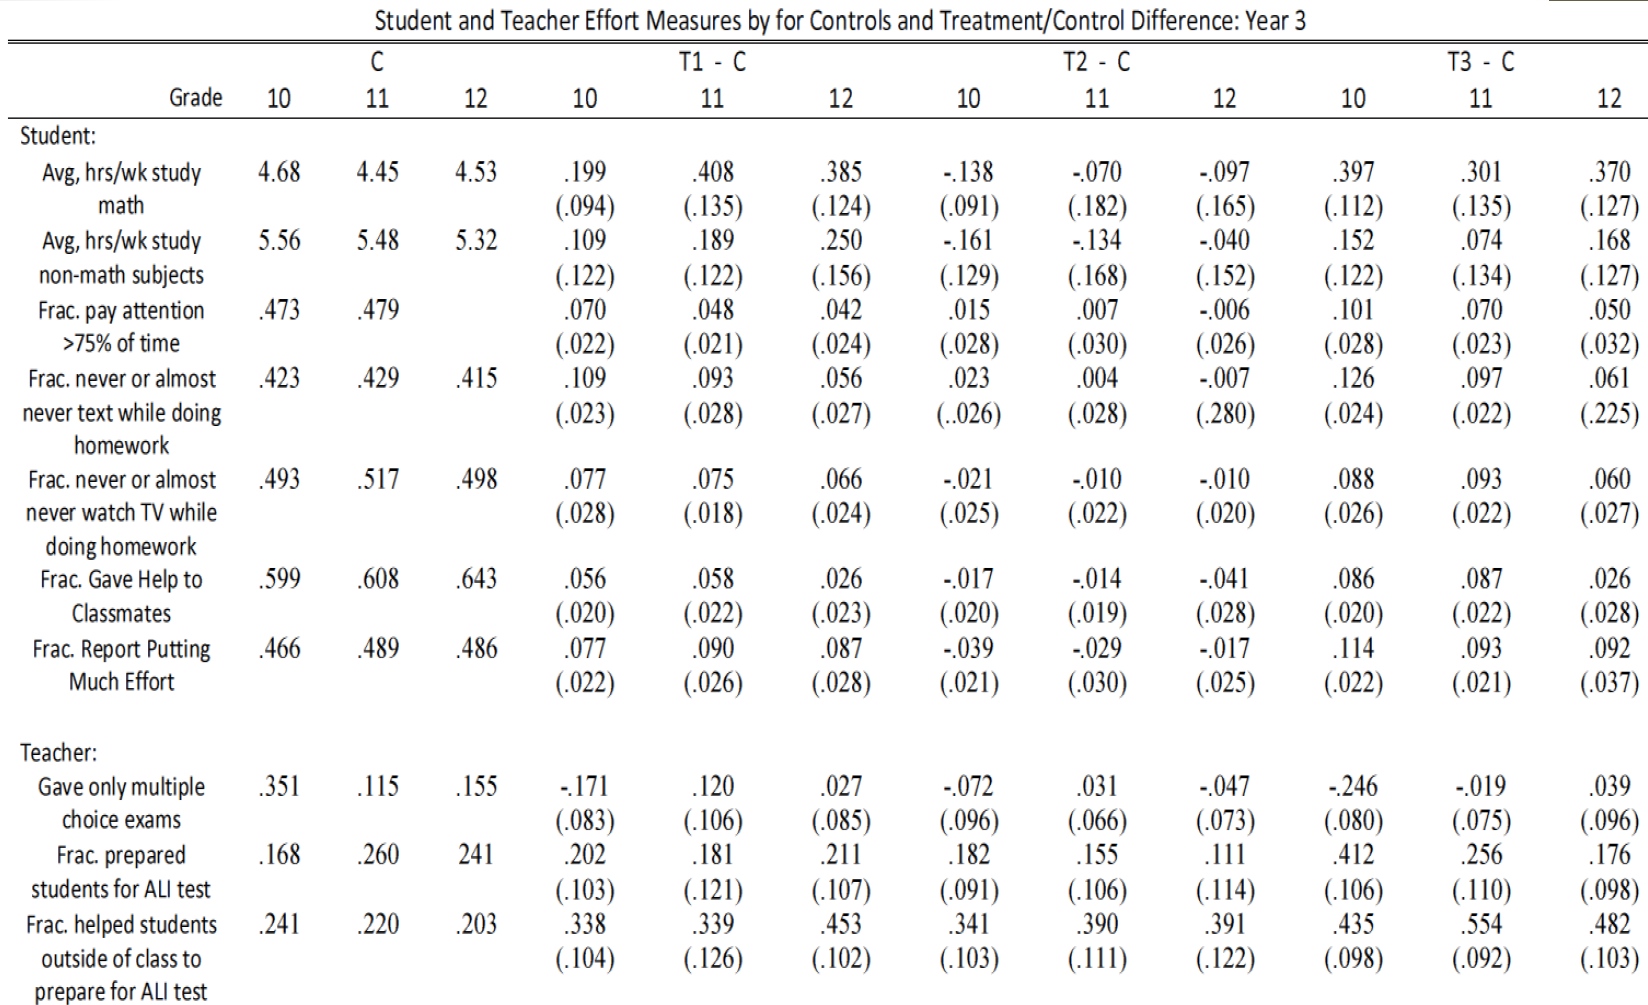 Student and Teacher Effort Measures by for Controls and Treatment/Control Difference: Year 3
C T1 - C T2 - C T3 - C
Grade 10 11 12 10 11 12 10 11 12 10 11 12
Student:
Avg, hrs/wk study 4.68 4.45 4.53 .199 .408 .385 -.138 -.070 -.097 .397 .301 .370
math (.094) (.135) (.124) (.091) (.182) (.165) (.112) (.135) (.127)
Avg, hrs/wk study 5.56 5.48 5.32 .109 .189 .250 -.161 -.134 -.040 .152 .074 .168
non-math subjects (.122) (.122) (.156) (.129) (.168) (.152) (.122) (.134) (.127)
Frac. pay attention .473 .479 .070 .048 .042 .015 .007 -.006 .101 .070 .050
>75% of time (.022) (.021) (.024) (.028) (.030) (.026) (.028) (.023) (.032)
Frac. never or almost .423 .429 .415 .109 .093 .056 .023 .004 -.007 .126 .097 .061
never text while doing (.023) (.028) (.027) (..026) (.028) (.280) (.024) (.022) (.225)
homework
Frac. never or almost .493 .517 .498 .077 .075 .066 -.021 -.010 -.010 .088 .093 .060
never watch TV while (.028) (.018) (.024) (.025) (.022) (.020) (.026) (.022) (.027)
doing homework
Frac. Gave Help to .599 .608 .643 .056 .058 .026 -.017 -.014 -.041 .086 .087 .026
Classmates (.020) (.022) (.023) (.020) (.019) (.028) (.020) (.022) (.028)
Frac. Report Putting .466 .489 .486 .077 .090 .087 -.039 -.029 -.017 .114 .093 .092
Much Effort (.022) (.026) (.028) (.021) (.030) (.025) (.022) (.021) (.037)
Teacher:
Gave only multiple .351 .115 .155 -.171 .120 .027 -.072 .031 -.047 -.246 -.019 .039
choice exams (.083) (.106) (.085) (.096) (.066) (.073) (.080) (.075) (.096)
Frac. prepared .168 .260 241 .202 .181 .211 .182 .155 .111 .412 .256 .176
students for ALI test (.103) (.121) (.107) (.091) (.106) (.114) (.106) (.110) (.098)
Frac. helped students .241 .220 .203 .338 .339 .453 .341 .390 .391 .435 .554 .482
outside of class to (.104) (.126) (.102) (.103) (.111) (.122) (.098) (.092) (.103)
prepare for ALI test